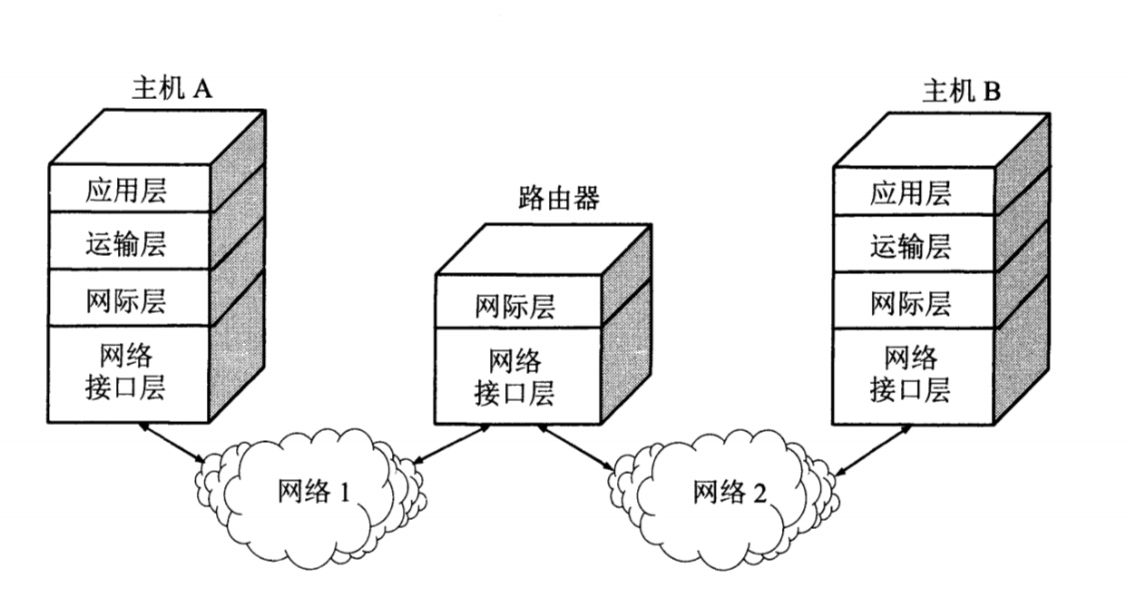 主机 A
应用层
运输层
网际层
网络
接口层
路由器
网际层
网络
接口层
主机 B
应用层
运输层
网际层
网络
接口层
网络 1
网络 2